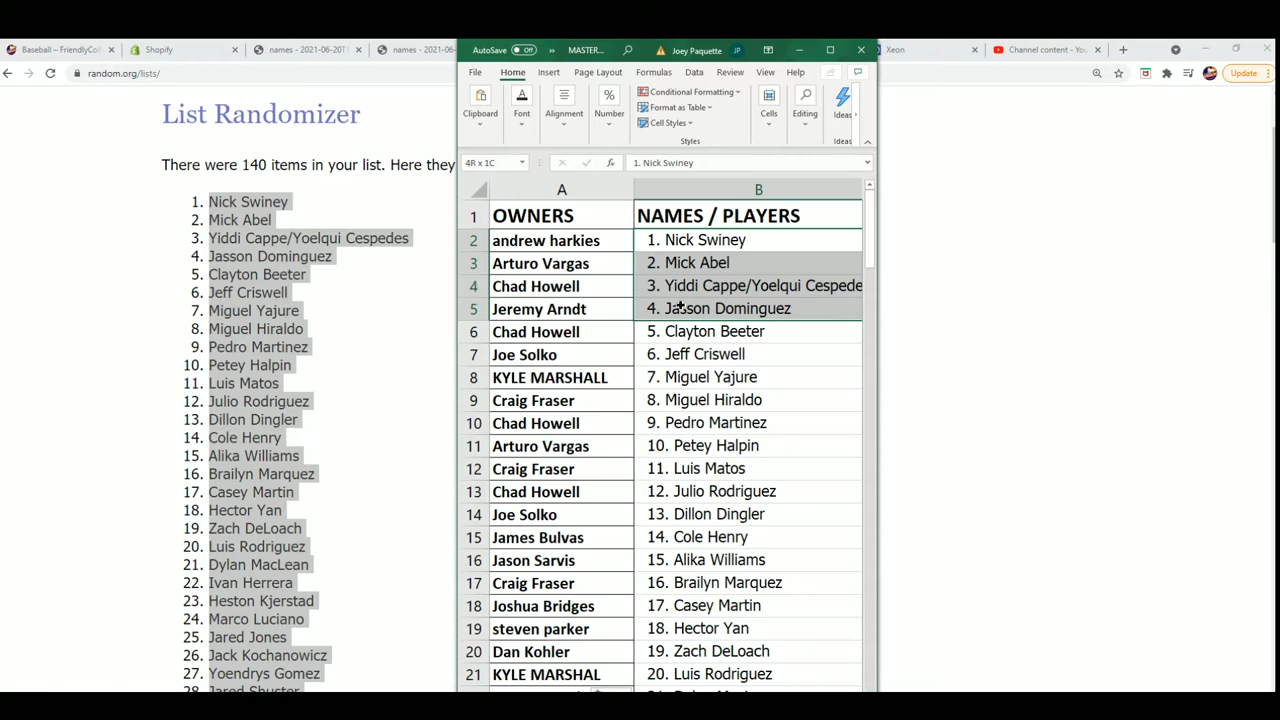 Baseball – FriendlyColl
Shopify
names - 2021-06-20T1
names - 2021-06-
Xeon
Channel content - You
random.org/lists/
Update
List Randomizer
There were 140 items in your list. Here they
1. Nick Swiney
2. Mick Abel
3. Yiddi Cappe/Yoelqui Cespedes
4. Jasson Dominguez
5. Clayton Beeter
6. Jeff Criswell
7. Miguel Yajure
8. Miguel Hiraldo
9. Pedro Martinez
10. Petey Halpin
11. Luis Matos
12. Julio Rodriguez
13. Dillon Dingler
14. Cole Henry
15. Alika Williams
16. Brailyn Marquez
17. Casey Martin
18. Hector Yan
19. Zach DeLoach
20. Luis Rodriguez
21. Dylan MacLean
22. Ivan Herrera
23. Heston Kjerstad
24. Marco Luciano
25. Jared Jones
26. Jack Kochanowicz
27. Yoendrys Gomez
28. Jared Shuster
AutoSave Off MASTER... Joey Paquette JP
File Home Insert Page Layout Formulas Data Review View Help
Clipboard
Font
Alignment
Number
Conditional Formatting
Format as Table
Cell Styles
Styles
Cells
Editing
Ideas
Ideas
4R x 1C fx 1. Nick Swiney
A B
1 OWNERS NAMES / PLAYERS
2 andrew harkies 1. Nick Swiney
3 Arturo Vargas 2. Mick Abel
4 Chad Howell 3. Yiddi Cappe/Yoelqui Cespede
5 Jeremy Arndt 4. Jasson Dominguez
6 Chad Howell 5. Clayton Beeter
7 Joe Solko 6. Jeff Criswell
8 KYLE MARSHALL 7. Miguel Yajure
9 Craig Fraser 8. Miguel Hiraldo
10 Chad Howell 9. Pedro Martinez
11 Arturo Vargas 10. Petey Halpin
12 Craig Fraser 11. Luis Matos
13 Chad Howell 12. Julio Rodriguez
14 Joe Solko 13. Dillon Dingler
15 James Bulvas 14. Cole Henry
16 Jason Sarvis 15. Alika Williams
17 Craig Fraser 16. Brailyn Marquez
18 Joshua Bridges 17. Casey Martin
19 steven parker 18. Hector Yan
20 Dan Kohler 19. Zach DeLoach
21 KYLE MARSHAL 20. Luis Rodriguez